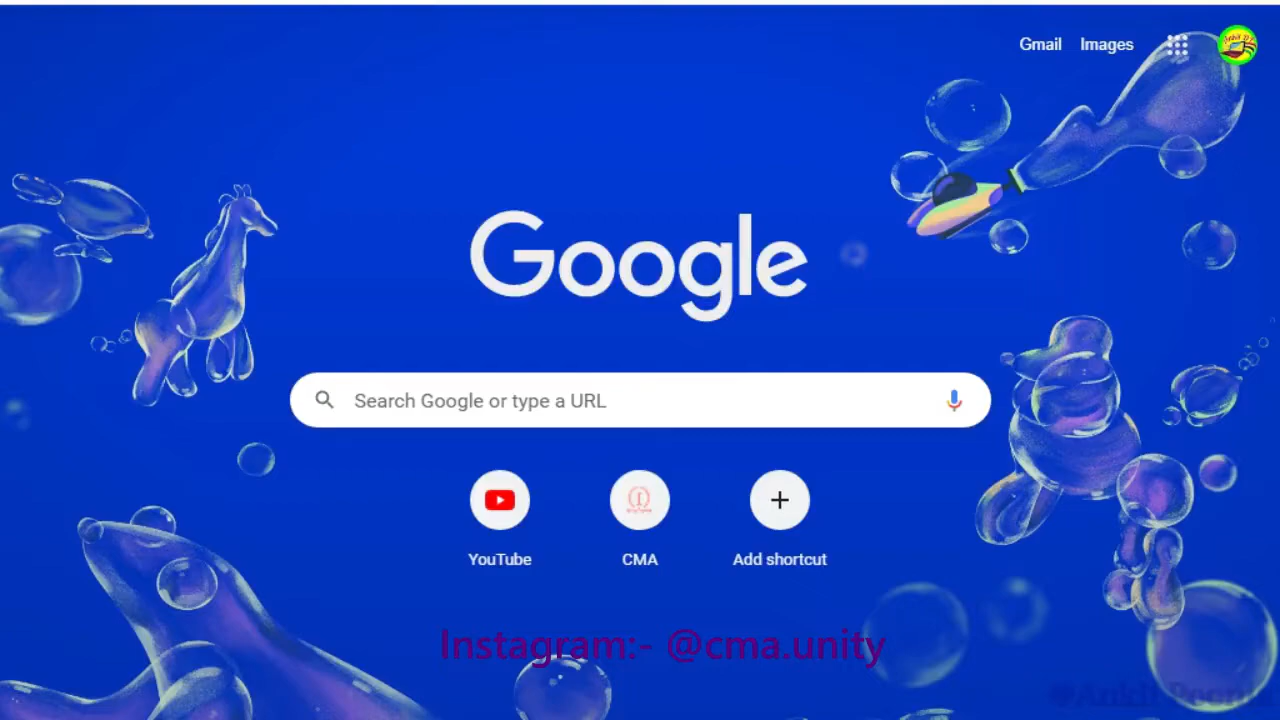 Gmail Images
Google
Search Google or type a URL
YouTube CMA Add shortcut
Instagram:- @cma.unity